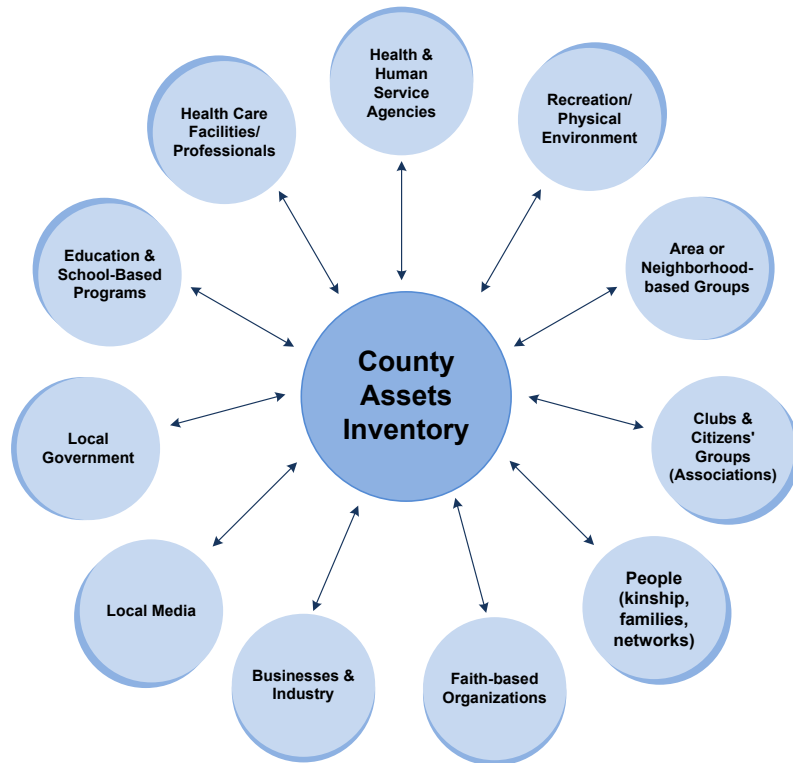 Health &
Human
Service
Agencies
Recreation/
Physical
Environment
Area or
Neighborhood-
based Groups
Clubs &
Citizens'
Groups
(Associations)
People
(kinship,
families,
networks)
Faith-based
Organizations
Businesses &
Industry
Local Media
Local
Government
Education &
School-Based
Programs
Health Care
Facilities/
Professionals
County
Assets
Inventory